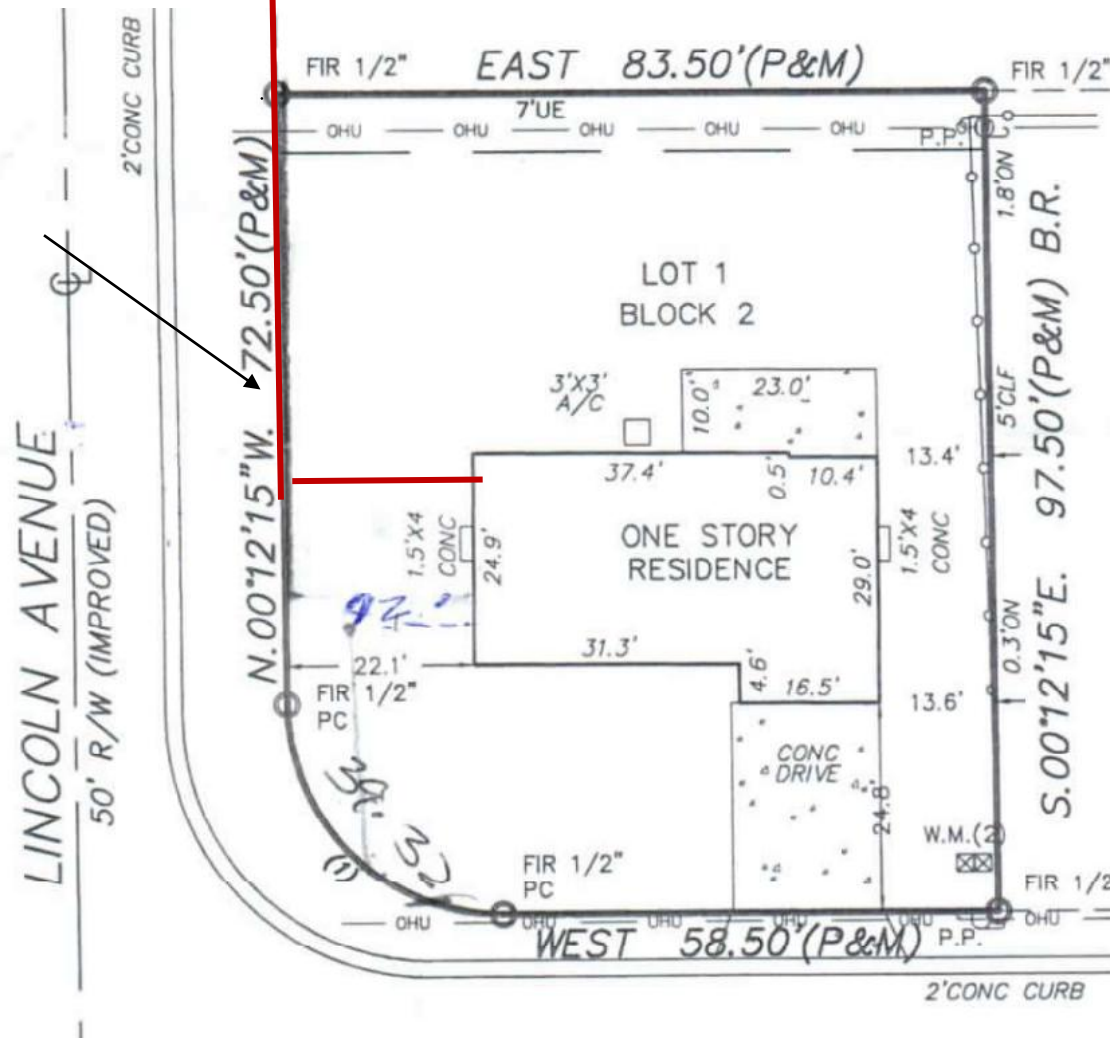 2'CONC CURB
FIR 1/2"
EAST 83.50'(P&M)
FIR 1/2"
7'UE
OHU OHU OHU OHU OHU
P.P.
1.8'ON
N.00°12'15"W. 72.50'(P&M)
LOT 1
BLOCK 2
S.00°12'15"E. 97.50'(P&M) B.R.
5'CLF
3'X3'
A/C
10.0'
23.0'
37.4'
0.5'
10.4'
13.4'
LINCOLN AVENUE
50' R/W (IMPROVED)
1.5'X4
CONC
24.9'
ONE STORY
RESIDENCE
29.0'
1.5'X4
CONC
0.3'ON
31.3'
4.6'
16.5'
22.1'
FIR 1/2"
PC
13.6'
CONC
DRIVE
24.8'
W.M.(2)
(1)
FIR 1/2"
PC
FIR 1/2
OHU OHU OHU OHU OHU OHU
WEST 58.50'(P&M)
P.P.
2'CONC CURB